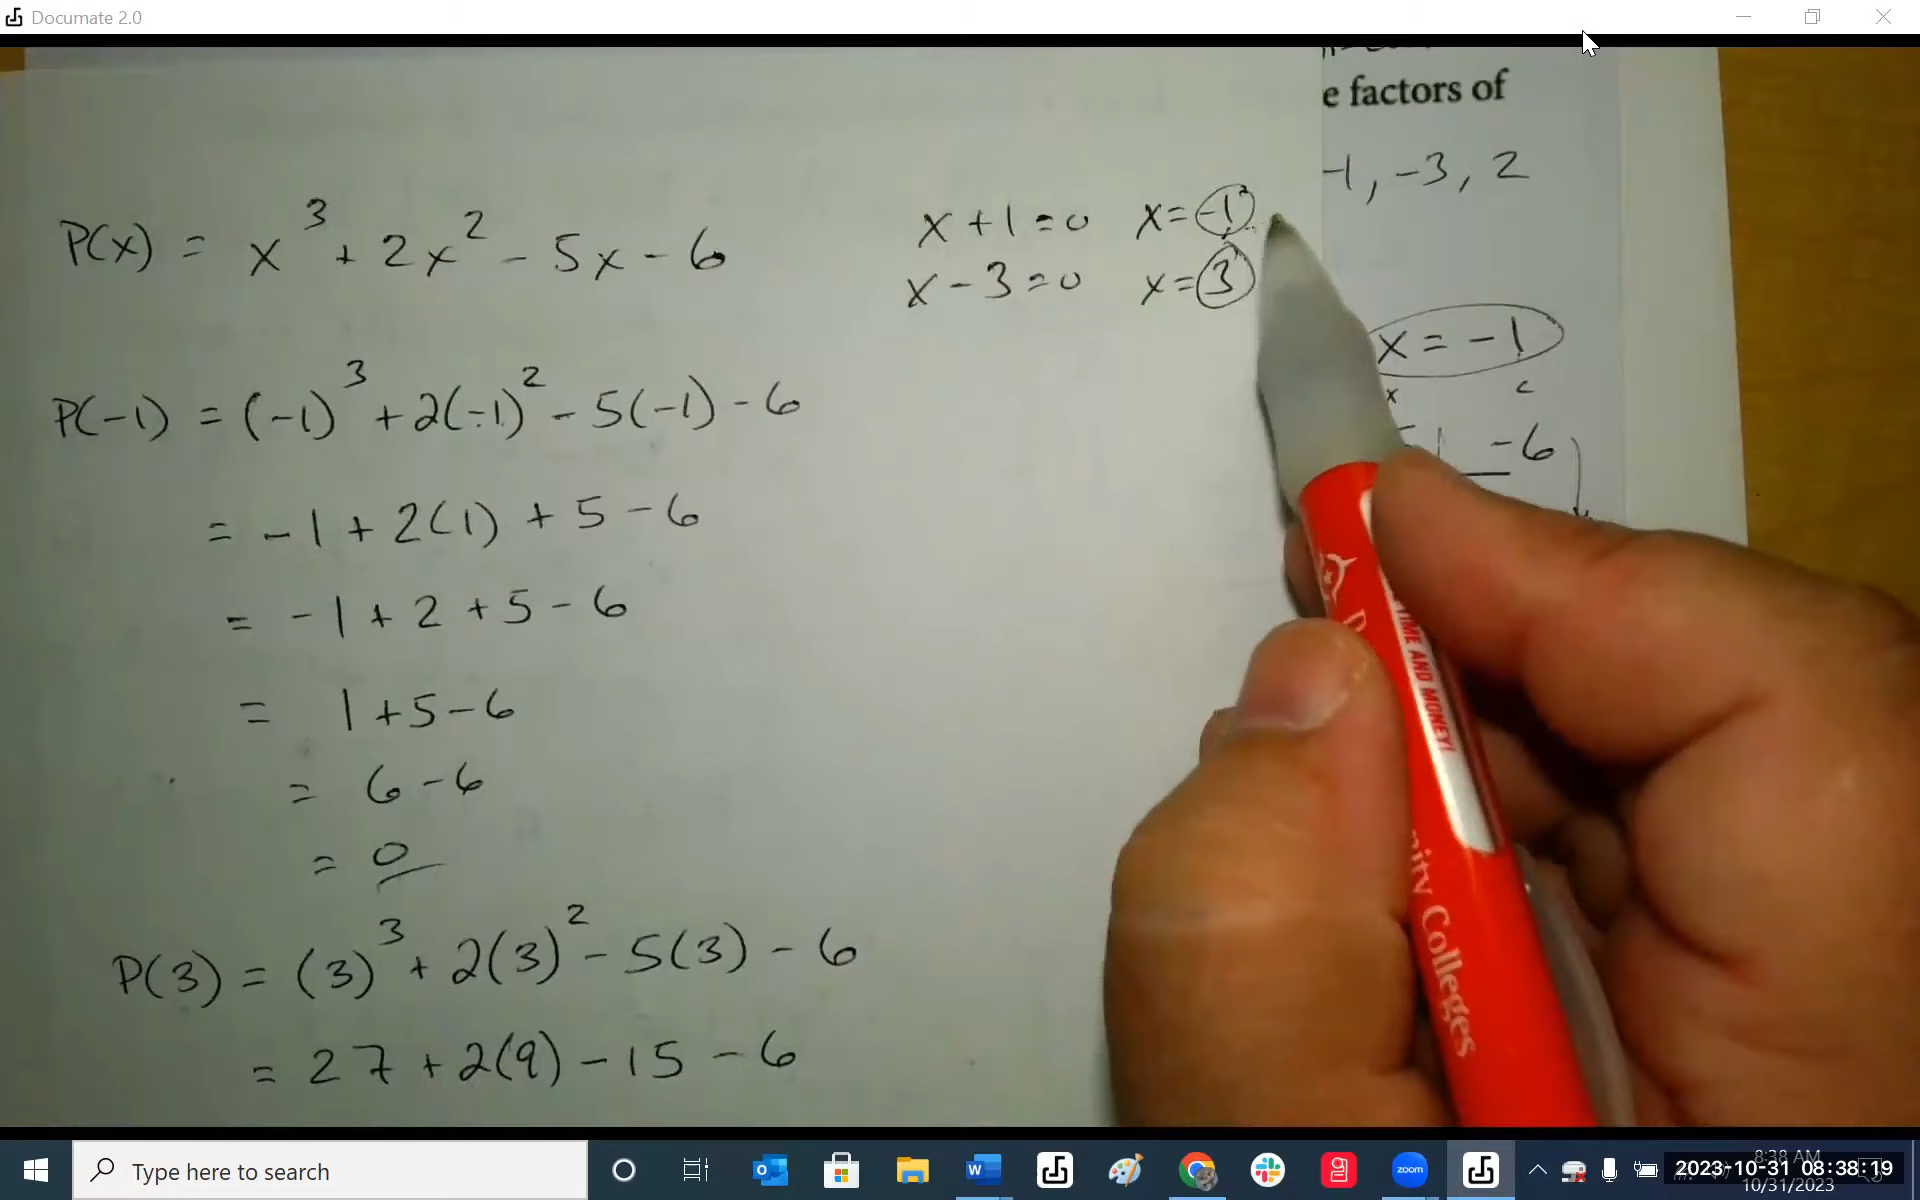 Documate 2.0
e factors of
-1, -3, 2
P(x) = x³ + 2x² - 5x - 6
x + 1 = 0 x = -1
x - 3 = 0 x = 3
x = -1
x c
-6
P(-1) = (-1)³ + 2(-1)² - 5(-1) - 6
= -1 + 2(1) + 5 - 6
= -1 + 2 + 5 - 6
= 1 + 5 - 6
= 6 - 6
= 0
P(3) = (3)³ + 2(3)² - 5(3) - 6
= 27 + 2(9) - 15 - 6
TIME AND MONEY!
nity Colleges
Type here to search
zoom
8:38 AM
2023-10-31 08:38:19
10/31/2023